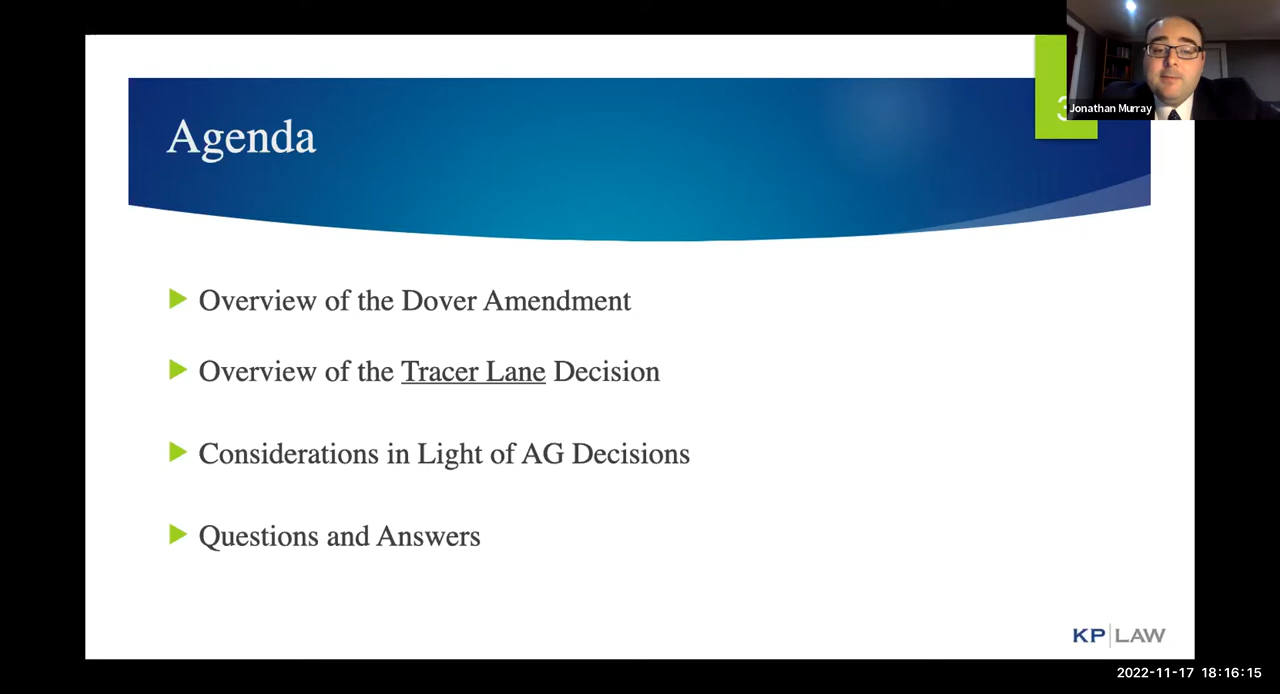 3
Jonathan Murray
Agenda
Overview of the Dover Amendment
Overview of the Tracer Lane Decision
Considerations in Light of AG Decisions
Questions and Answers
KP|LAW
2022-11-17 18:16:15